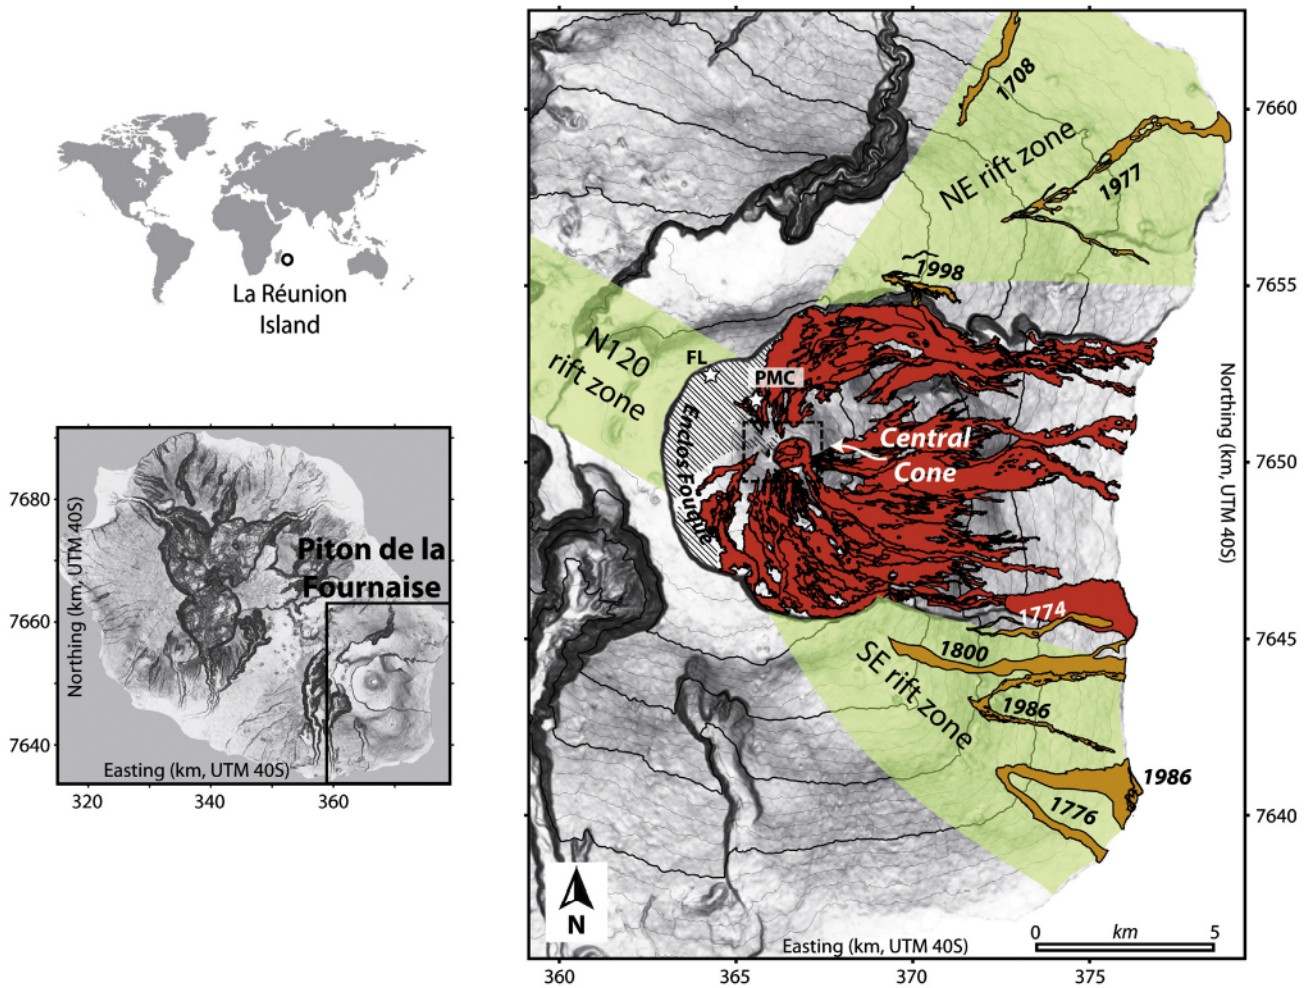 La Réunion
Island
Piton de la
Fournaise
Northing (km, UTM 40S)
7680
7660
7640
Easting (km, UTM 40S)
320
340
360
1708
NE rift zone
1977
1998
N120
rift zone
FL
PMC
Enclos Fouqué
Central
Cone
1774
1800
SE rift zone
1986
1986
1776
N
0
km
5
Easting (km, UTM 40S)
360
365
370
375
7660
7655
7650
7645
7640
Northing (km, UTM 40S)